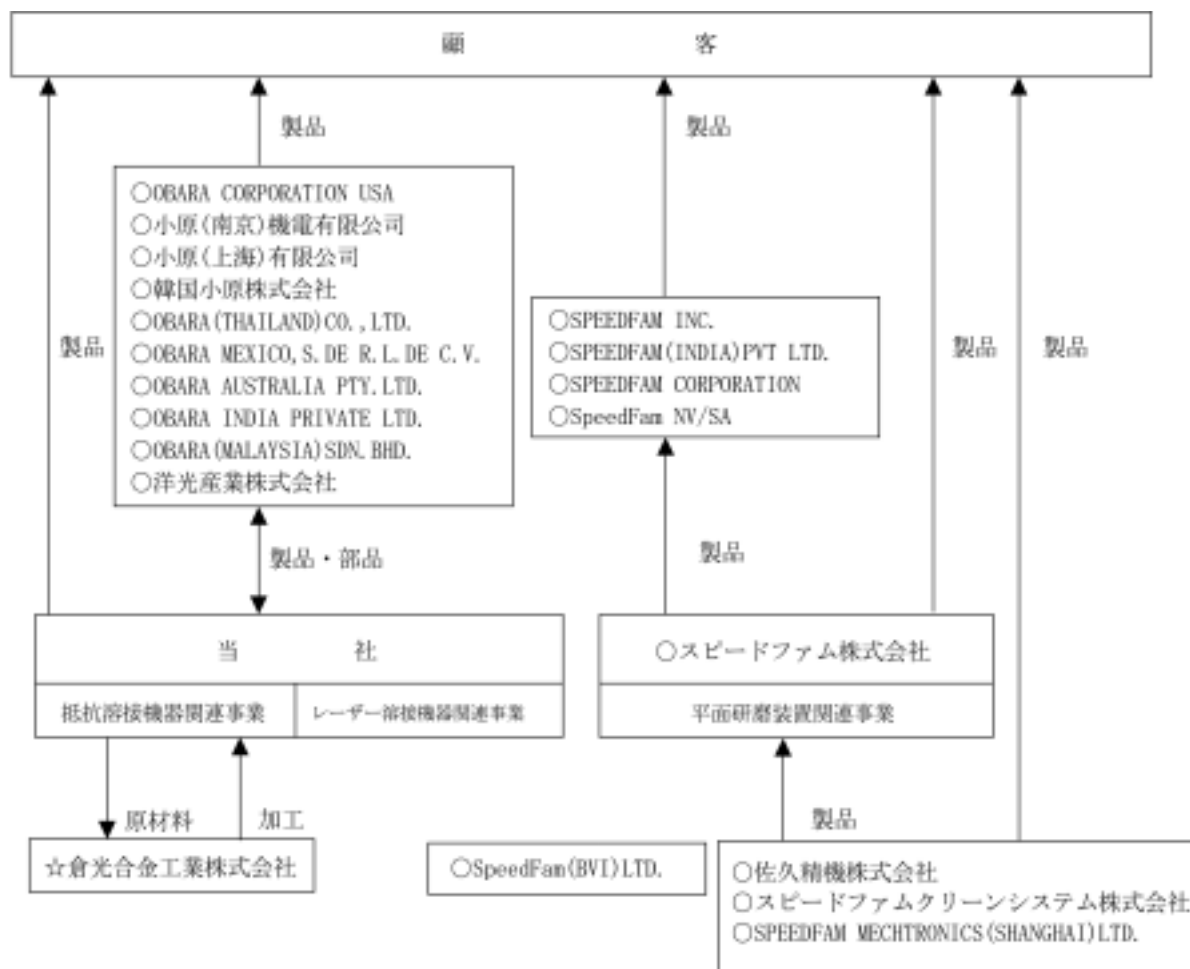 顧客
製品
製品
○OBARA CORPORATION USA
○小原(南京)機電有限公司
○小原(上海)有限公司
○韓国小原株式会社
○OBARA(THAILAND)CO.,LTD.
○OBARA MEXICO,S.DE R.L.DE C.V.
○OBARA AUSTRALIA PTY.LTD.
○OBARA INDIA PRIVATE LTD.
○OBARA(MALAYSIA)SDN.BHD.
○洋光産業株式会社
○SPEEDFAM INC.
○SPEEDFAM(INDIA)PVT LTD.
○SPEEDFAM CORPORATION
○SpeedFam NV/SA
製品
製品
製品
製品・部品
製品
当社
○スピードファム株式会社
抵抗溶接機器関連事業
レーザー溶接機器関連事業
平面研磨装置関連事業
原材料
加工
製品
☆倉光合金工業株式会社
○SpeedFam(BVI)LTD.
○佐久精機株式会社
○スピードファムクリーンシステム株式会社
○SPEEDFAM MECHTRONICS(SHANGHAI)LTD.